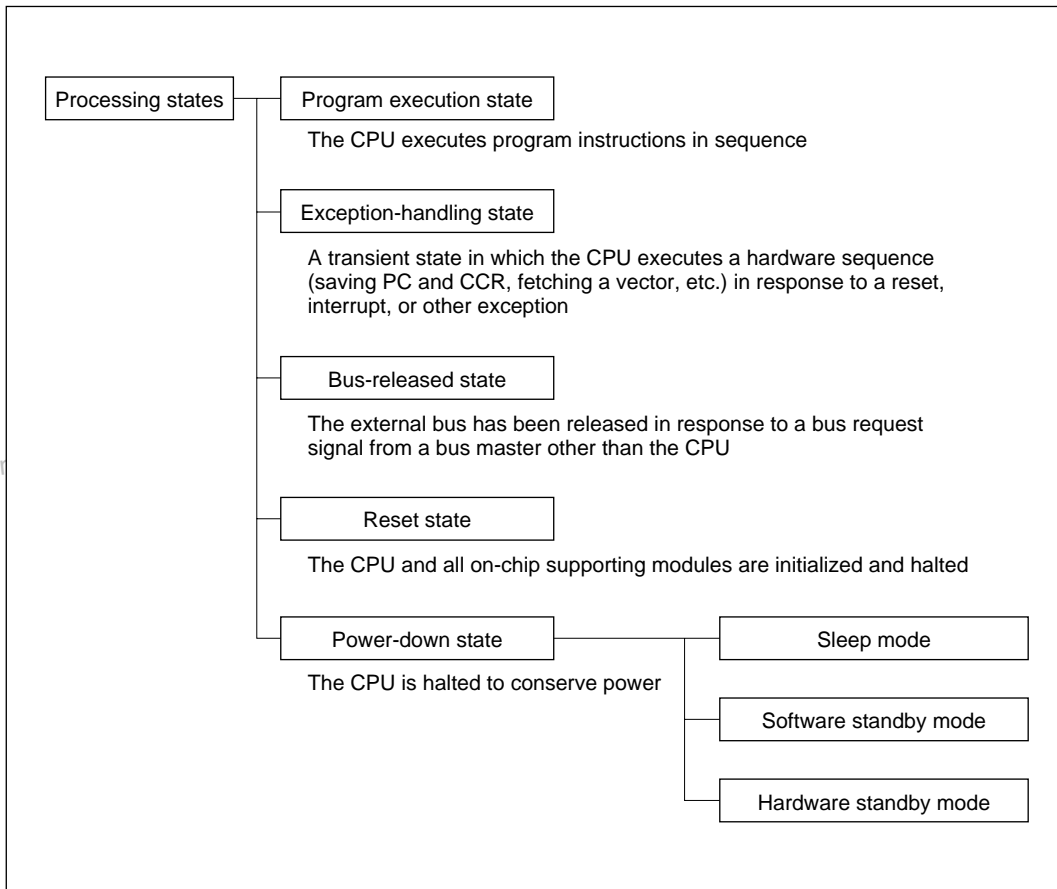 Processing states
Program execution state
The CPU executes program instructions in sequence
Exception-handling state
A transient state in which the CPU executes a hardware sequence
(saving PC and CCR, fetching a vector, etc.) in response to a reset,
interrupt, or other exception
Bus-released state
The external bus has been released in response to a bus request
signal from a bus master other than the CPU
Reset state
The CPU and all on-chip supporting modules are initialized and halted
Power-down state
Sleep mode
The CPU is halted to conserve power
Software standby mode
Hardware standby mode